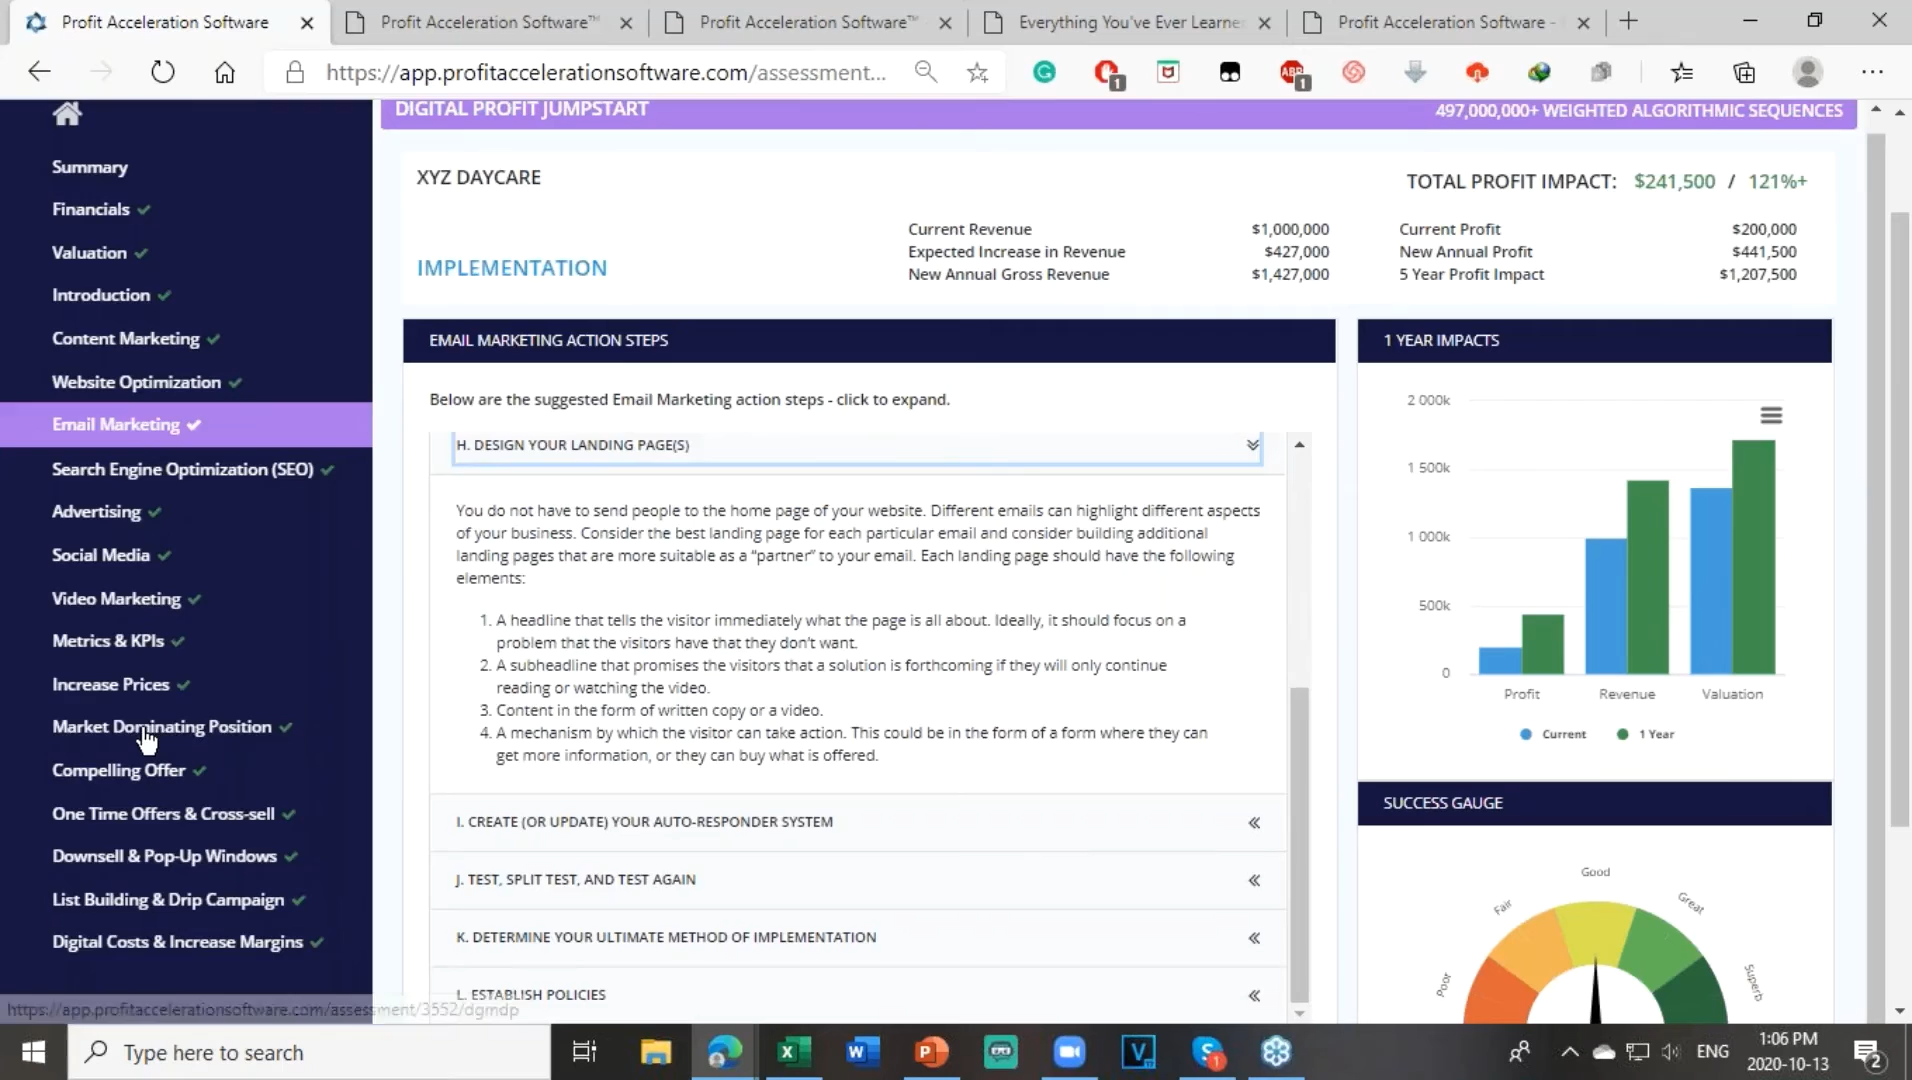 Profit Acceleration Software
Profit Acceleration Software™
Profit Acceleration Software™
Everything You've Ever Learne
Profit Acceleration Software -
https://app.profitaccelerationsoftware.com/assessment...
1
ABP
1
DIGITAL PROFIT JUMPSTART
497,000,000+ WEIGHTED ALGORITHMIC SEQUENCES
Summary
Financials
Valuation
Introduction
Content Marketing
Website Optimization
Email Marketing
Search Engine Optimization (SEO)
Advertising
Social Media
Video Marketing
Metrics & KPIs
Increase Prices
Market Dominating Position
Compelling Offer
One Time Offers & Cross-sell
Downsell & Pop-Up Windows
List Building & Drip Campaign
Digital Costs & Increase Margins
https://app.profitaccelerationsoftware.com/assessment/3552/dgmdp
XYZ DAYCARE
TOTAL PROFIT IMPACT: $241,500 / 121%+
IMPLEMENTATION
Current Revenue $1,000,000
Expected Increase in Revenue $427,000
New Annual Gross Revenue $1,427,000
Current Profit $200,000
New Annual Profit $441,500
5 Year Profit Impact $1,207,500
EMAIL MARKETING ACTION STEPS
Below are the suggested Email Marketing action steps - click to expand.
H. DESIGN YOUR LANDING PAGE(S)
You do not have to send people to the home page of your website. Different emails can highlight different aspects
of your business. Consider the best landing page for each particular email and consider building additional
landing pages that are more suitable as a "partner" to your email. Each landing page should have the following
elements:
1. A headline that tells the visitor immediately what the page is all about. Ideally, it should focus on a
problem that the visitors have that they don't want.
2. A subheadline that promises the visitors that a solution is forthcoming if they will only continue
reading or watching the video.
3. Content in the form of written copy or a video.
4. A mechanism by which the visitor can take action. This could be in the form of a form where they can
get more information, or they can buy what is offered.
I. CREATE (OR UPDATE) YOUR AUTO-RESPONDER SYSTEM
J. TEST, SPLIT TEST, AND TEST AGAIN
K. DETERMINE YOUR ULTIMATE METHOD OF IMPLEMENTATION
L. ESTABLISH POLICIES
1 YEAR IMPACTS
2 000k
1 500k
1 000k
500k
0
Profit Revenue Valuation
Current 1 Year
SUCCESS GAUGE
Poor
Fair
Good
Great
Superb
Type here to search
1
ENG
1:06 PM
2020-10-13
2